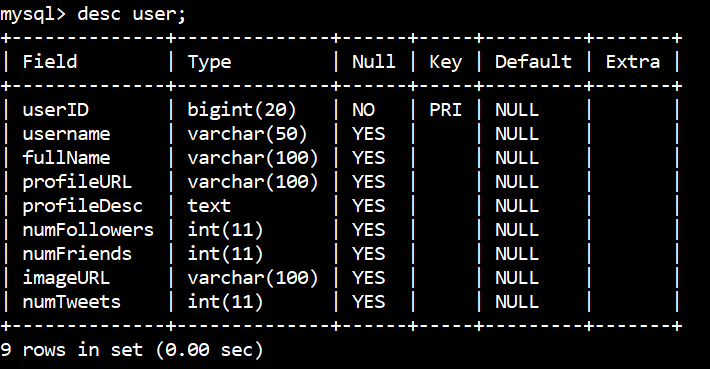 mysql> desc user;
+--------------+--------------+------+-----+---------+-------+
| Field        | Type         | Null | Key | Default | Extra |
+--------------+--------------+------+-----+---------+-------+
| userID       | bigint(20)   | NO   | PRI | NULL    |       |
| username     | varchar(50)  | YES  |     | NULL    |       |
| fullName     | varchar(100) | YES  |     | NULL    |       |
| profileURL   | varchar(100) | YES  |     | NULL    |       |
| profileDesc  | text         | YES  |     | NULL    |       |
| numFollowers | int(11)      | YES  |     | NULL    |       |
| numFriends   | int(11)      | YES  |     | NULL    |       |
| imageURL     | varchar(100) | YES  |     | NULL    |       |
| numTweets    | int(11)      | YES  |     | NULL    |       |
+--------------+--------------+------+-----+---------+-------+
9 rows in set (0.00 sec)